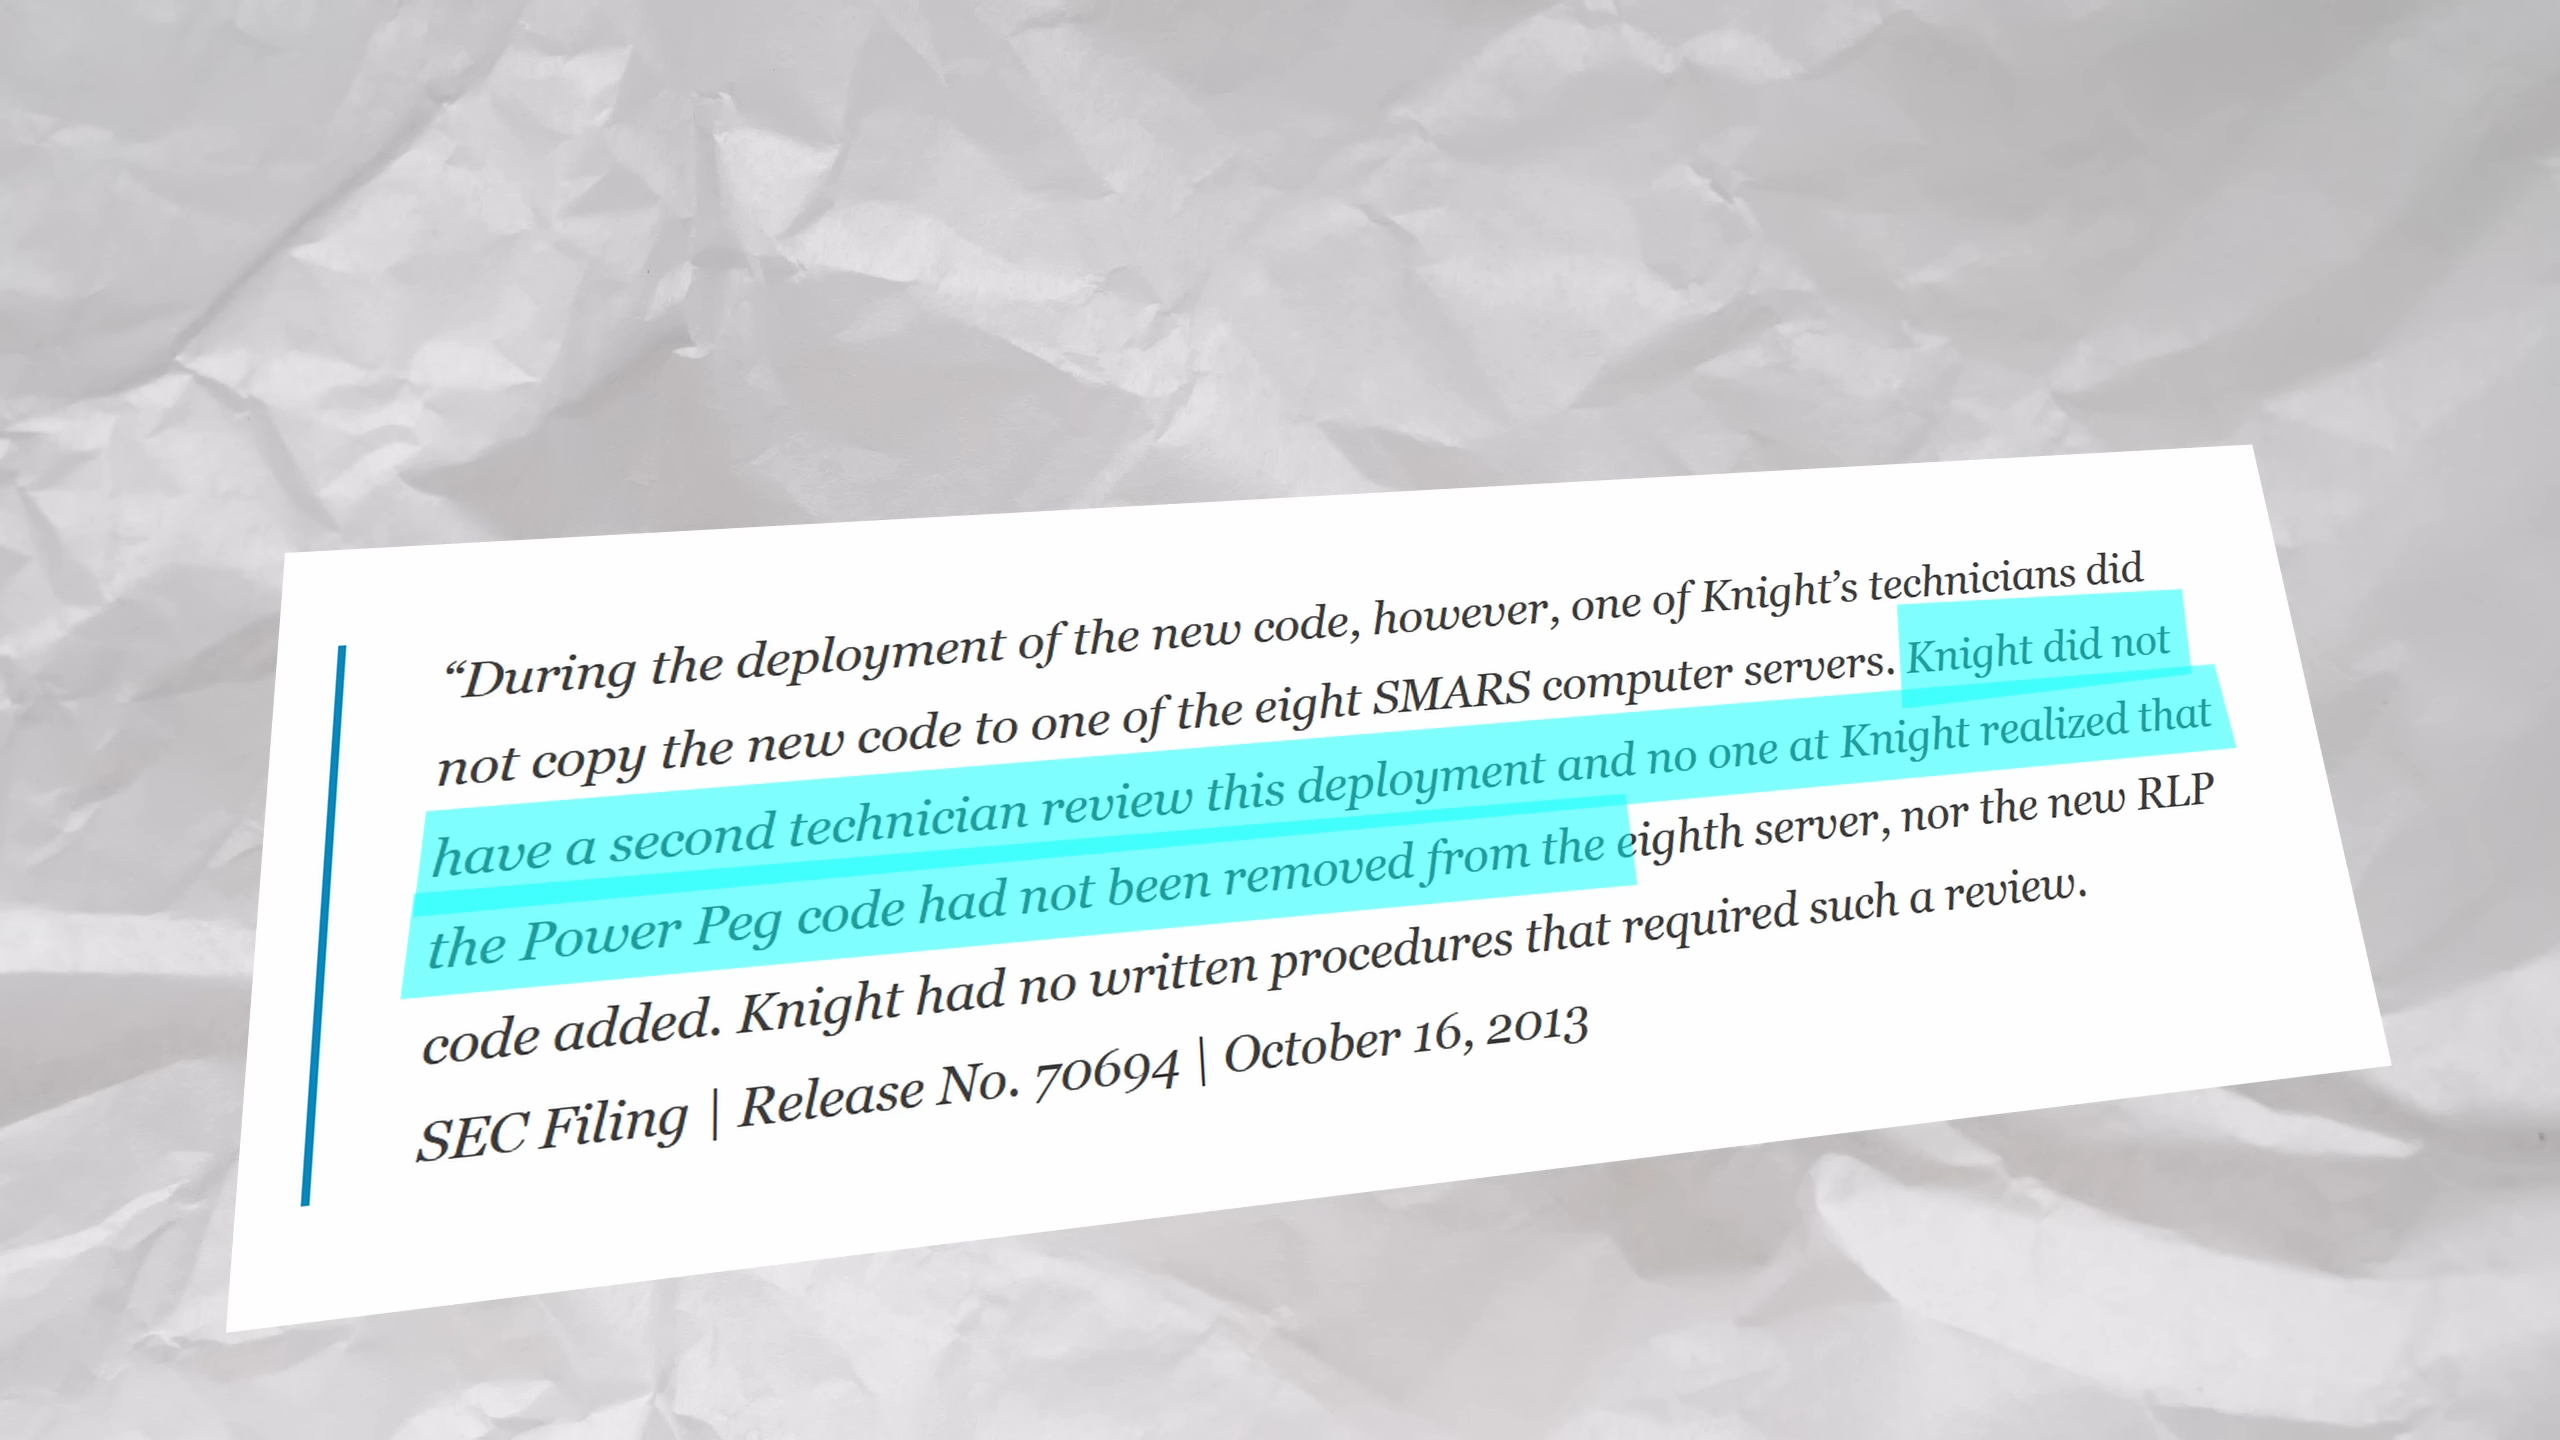 “During the deployment of the new code, however, one of Knight’s technicians did
not copy the new code to one of the eight SMARS computer servers. Knight did not
have a second technician review this deployment and no one at Knight realized that
the Power Peg code had not been removed from the eighth server, nor the new RLP
code added. Knight had no written procedures that required such a review.
SEC Filing | Release No. 70694 | October 16, 2013